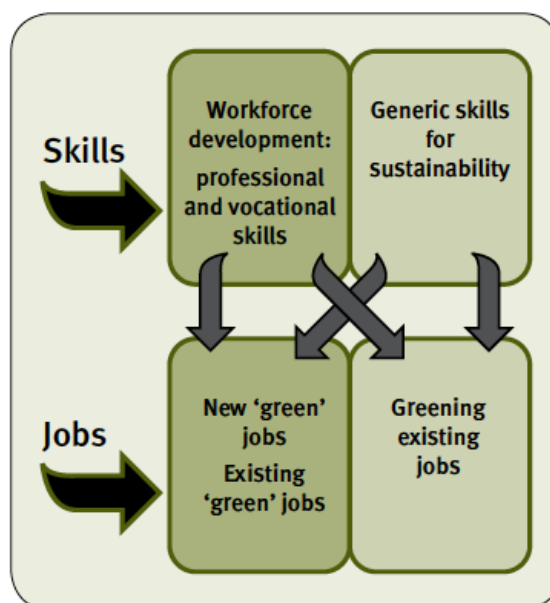 Skills
Workforce
development:
professional
and vocational
skills
Generic skills
for
sustainability
Jobs
New ‘green’
jobs
Existing
‘green’ jobs
Greening
existing
jobs